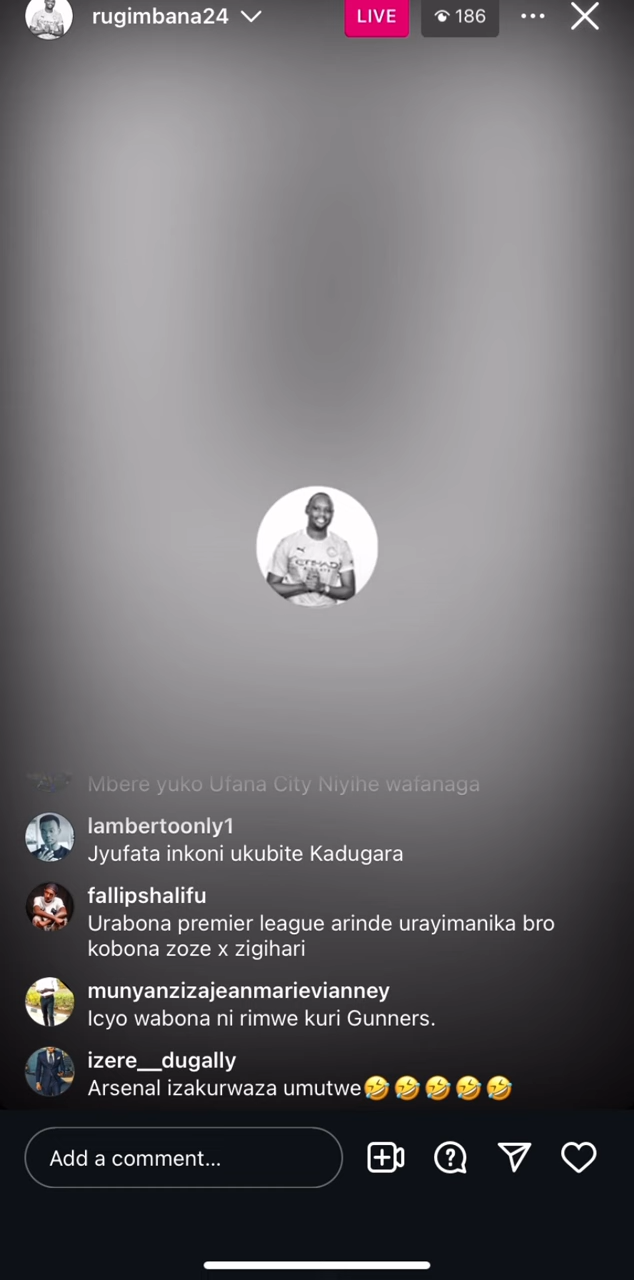 rugimbana24
LIVE
186
Mbere yuko Ufana City Niyihe wafanaga
lambertoonly1
Jyufata inkoni ukubite Kadugara
fallipshalifu
Urabona premier league arinde urayimanika bro
kobona zoze x zigihari
munyanzizajeanmarievianney
Icyo wabona ni rimwe kuri Gunners.
izere__dugally
Arsenal izakurwaza umutwe🤣🤣🤣🤣🤣
Add a comment...